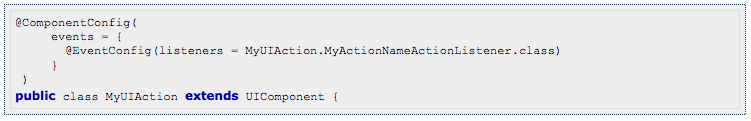 @ComponentConfig(
     events = {
       @EventConfig(listeners = MyUIAction.MyActionNameActionListener.class)
     }
 )
public class MyUIAction extends UIComponent {